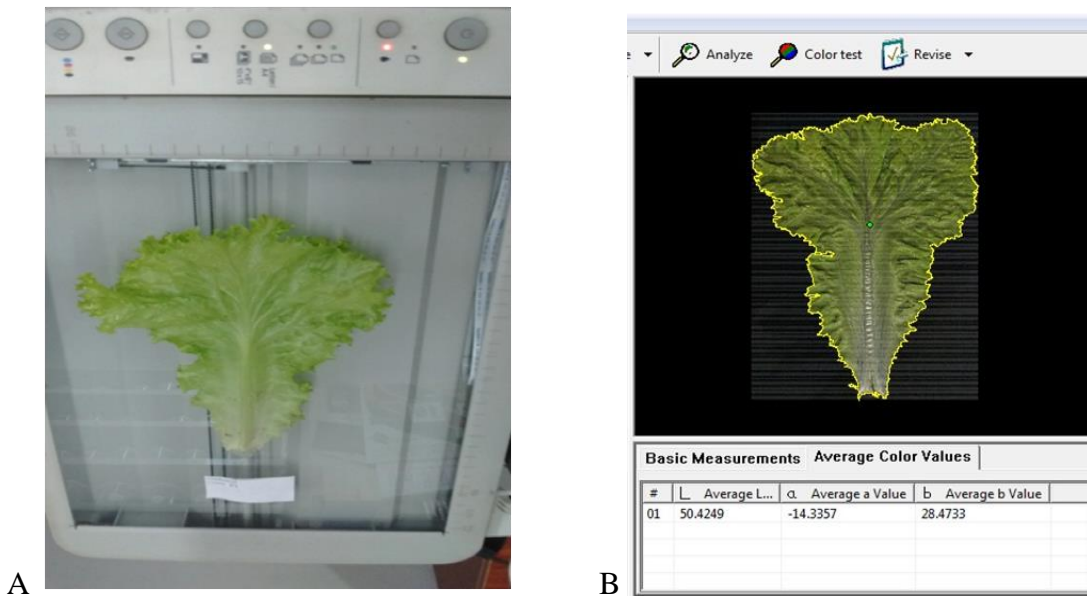 Analyze Color test Revise
Basic Measurements Average Color Values
# L Average L... a Average a Value b Average b Value
01 50.4249 -14.3357 28.4733
A
B